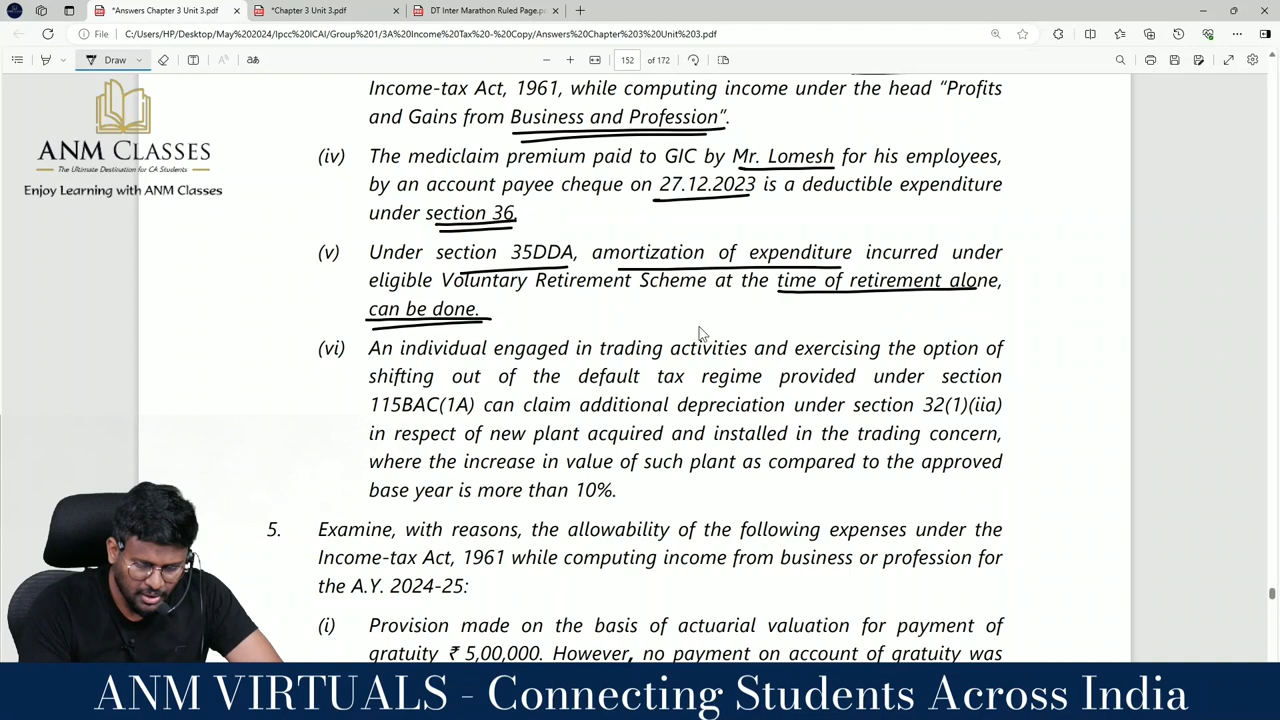 *Answers Chapter 3 Unit 3.pdf
*Chapter 3 Unit 3.pdf
DT Inter Marathon Ruled Page.p
File
C:/Users/HP/Desktop/May%202024/Ipcc%20ICAI/Group%201/3A%20Income%20Tax%20-%20Copy/Answers%20Chapter%203%20Unit%203.pdf
Draw
152 of 172
ANM CLASSES
The Ultimate Destination for CA Students
Enjoy Learning with ANM Classes
Income-tax Act, 1961, while computing income under the head “Profits
and Gains from Business and Profession”.
(iv) The mediclaim premium paid to GIC by Mr. Lomesh for his employees,
by an account payee cheque on 27.12.2023 is a deductible expenditure
under section 36.
(v) Under section 35DDA, amortization of expenditure incurred under
eligible Voluntary Retirement Scheme at the time of retirement alone,
can be done.
(vi) An individual engaged in trading activities and exercising the option of
shifting out of the default tax regime provided under section
115BAC(1A) can claim additional depreciation under section 32(1)(iia)
in respect of new plant acquired and installed in the trading concern,
where the increase in value of such plant as compared to the approved
base year is more than 10%.
5. Examine, with reasons, the allowability of the following expenses under the
Income-tax Act, 1961 while computing income from business or profession for
the A.Y. 2024-25:
(i) Provision made on the basis of actuarial valuation for payment of
gratuity ₹ 5,00,000. However, no payment on account of gratuity was
ANM VIRTUALS - Connecting Students Across India